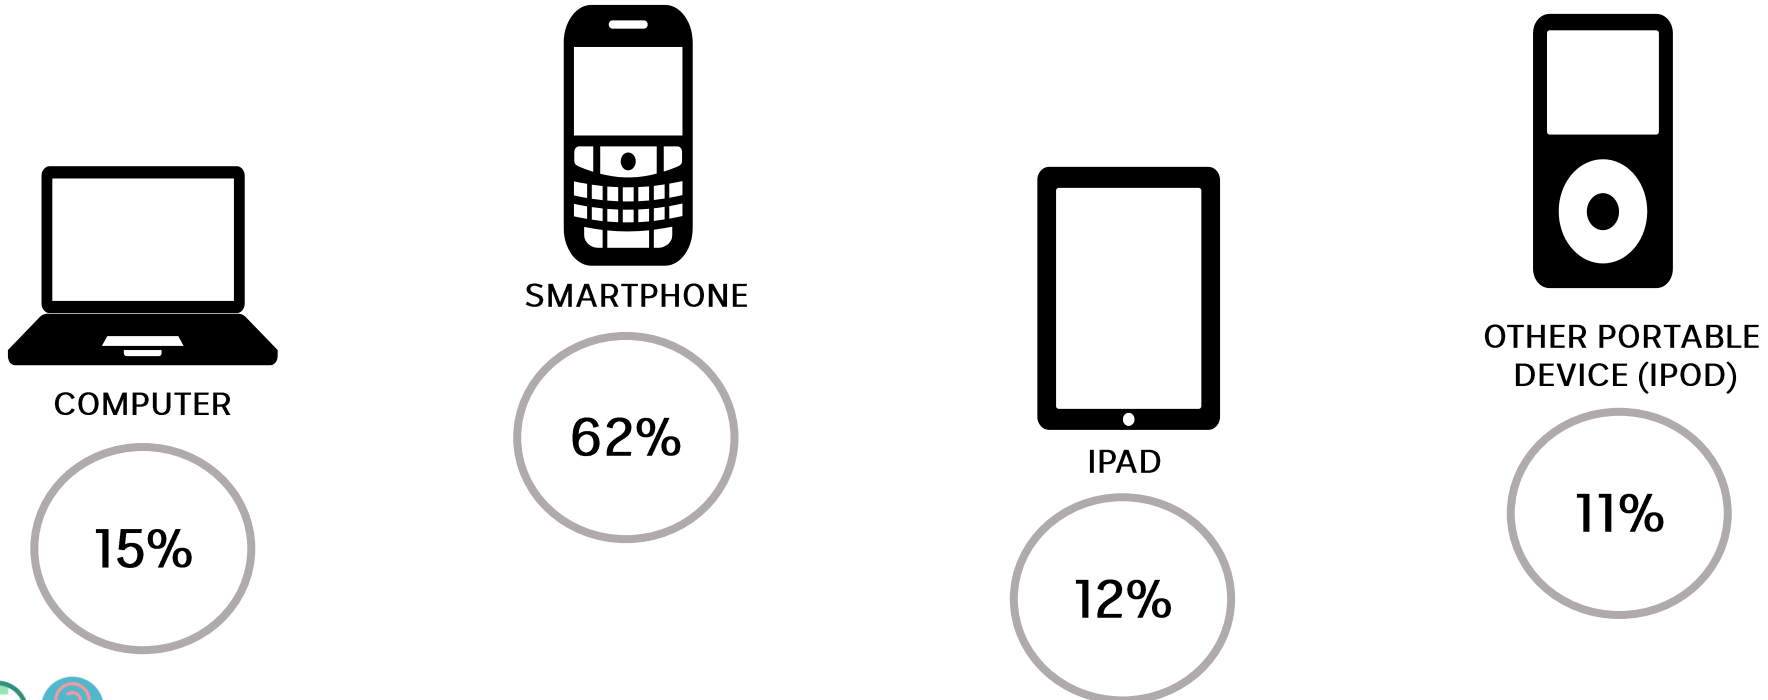 COMPUTER
15%
SMARTPHONE
62%
IPAD
12%
OTHER PORTABLE
DEVICE (IPOD)
11%